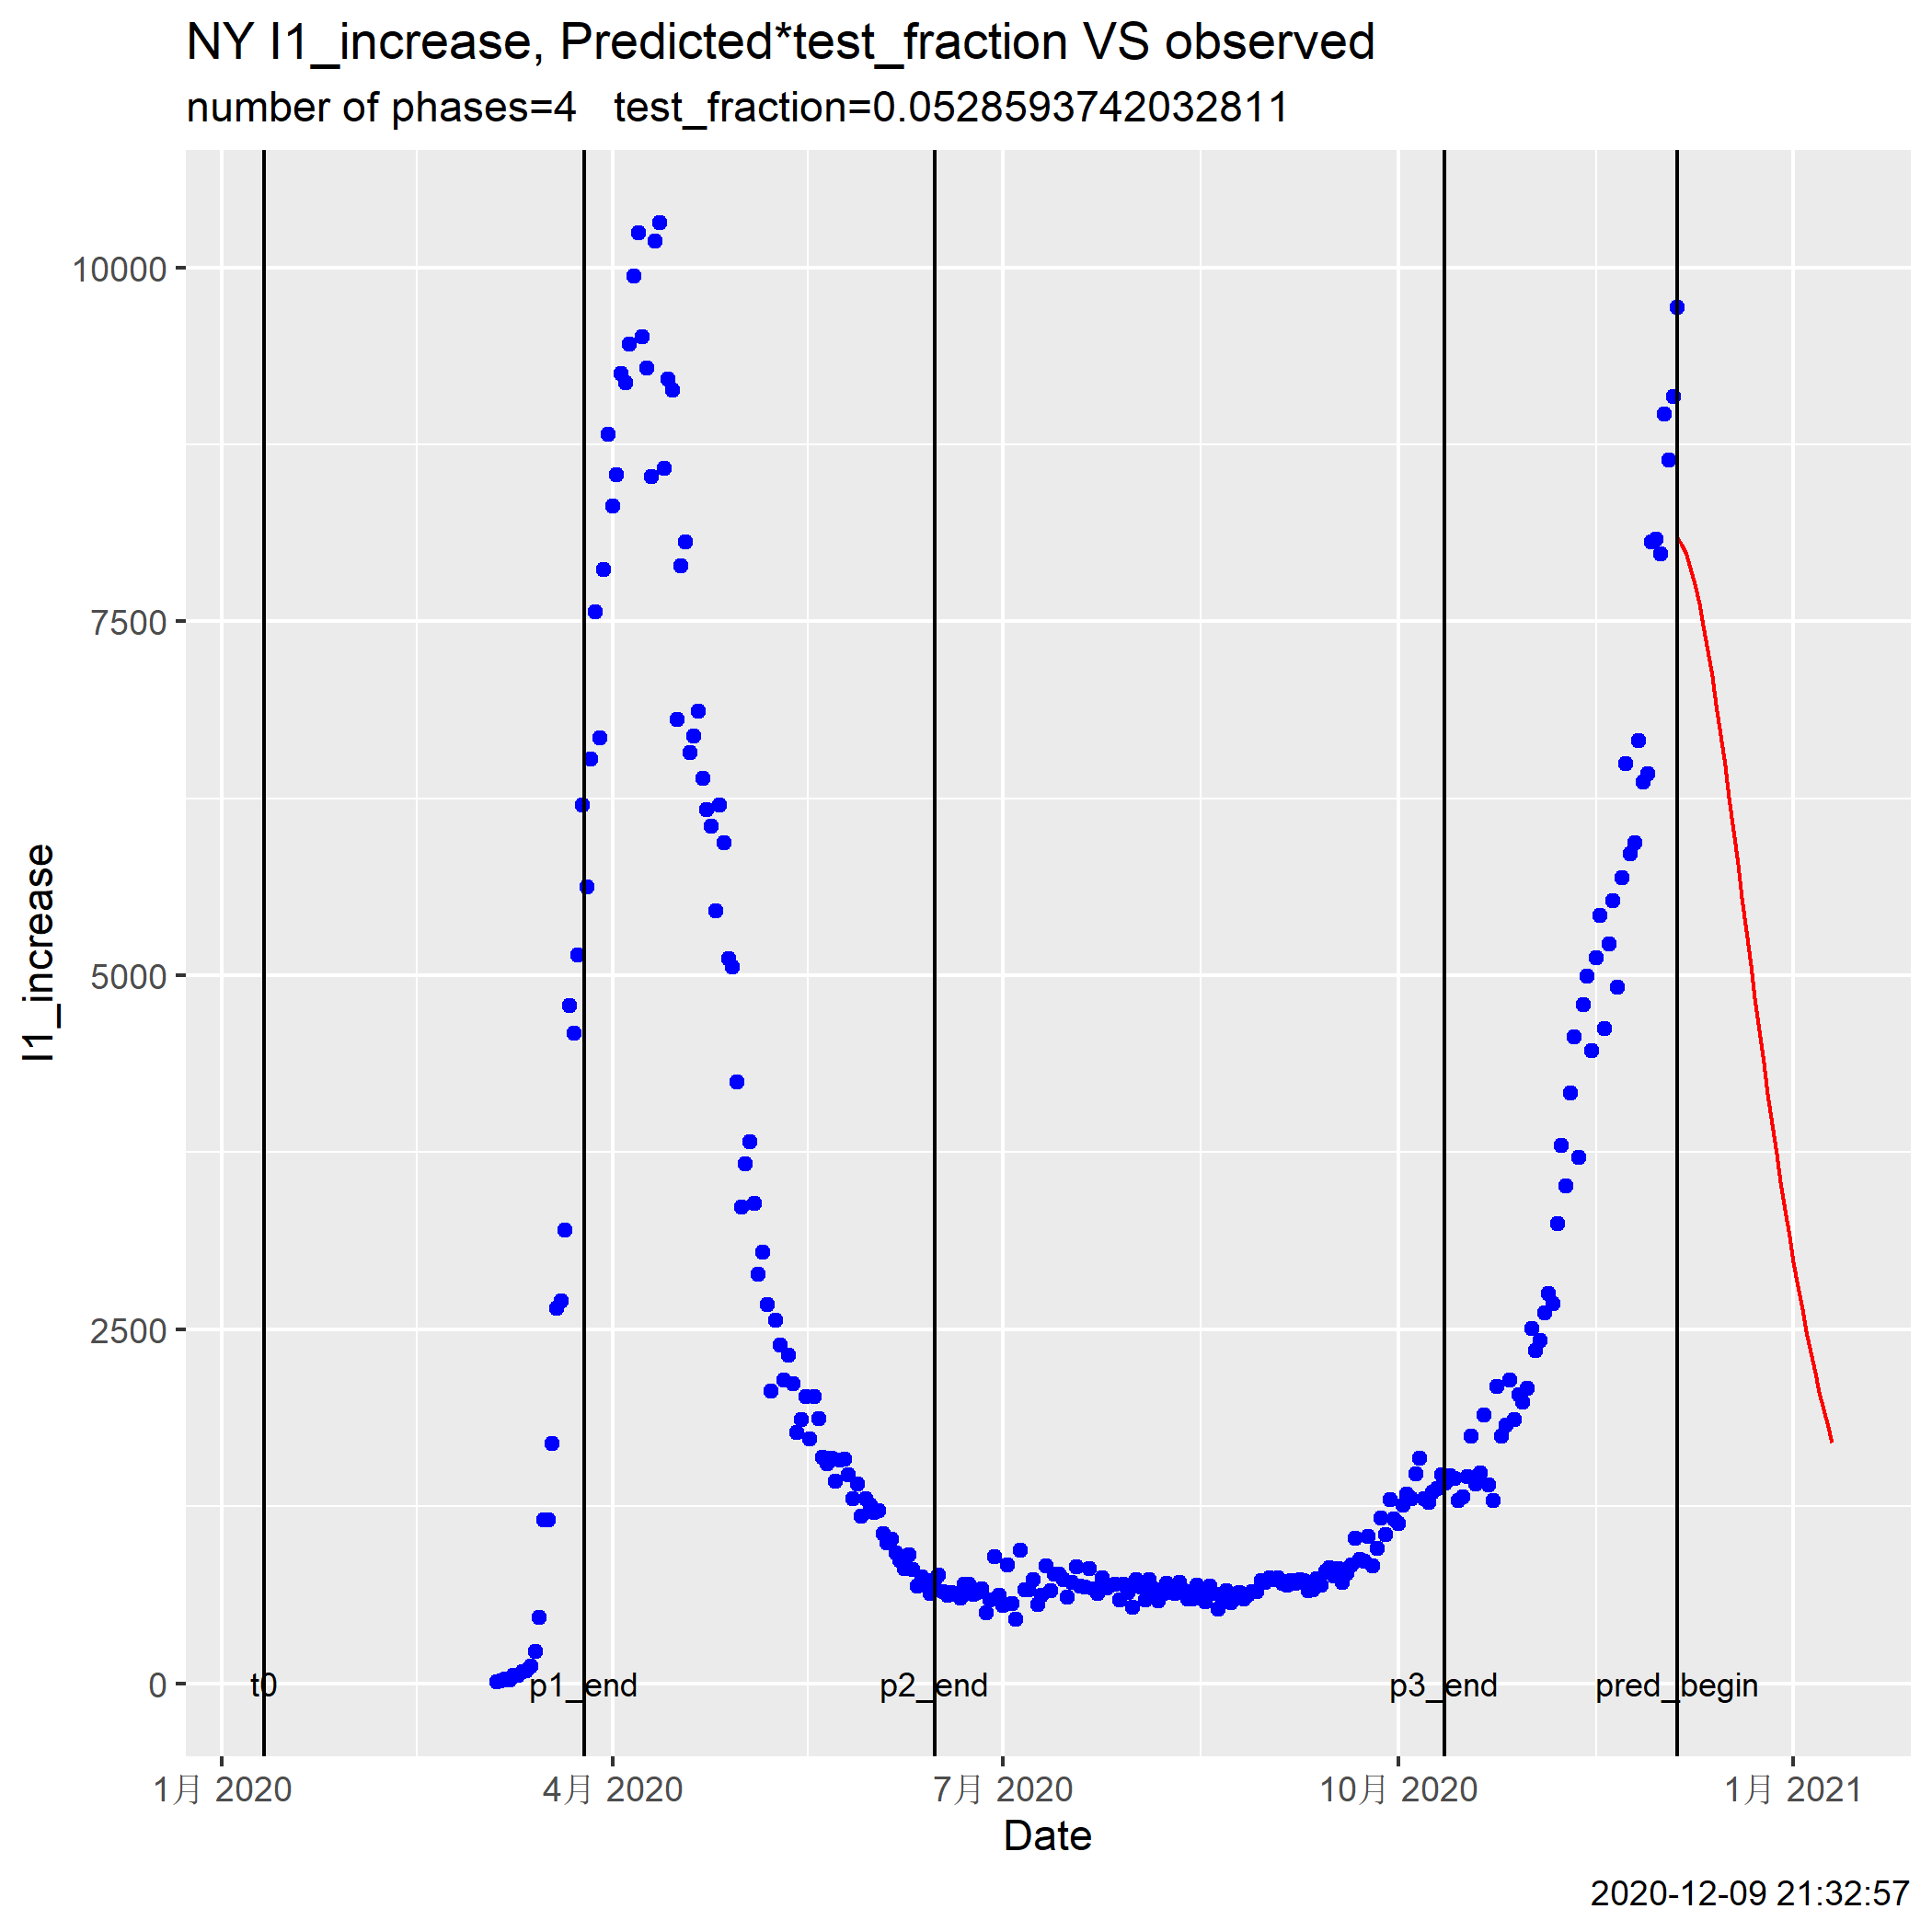 NY I1_increase, Predicted*test_fraction VS observed
number of phases=4 test_fraction=0.0528593742032811
10000
7500
5000
2500
0
I1_increase
t0 p1_end p2_end p3_end pred_begin
1月 2020 4月 2020 7月 2020 10月 2020 1月 2021
Date
2020-12-09 21:32:57